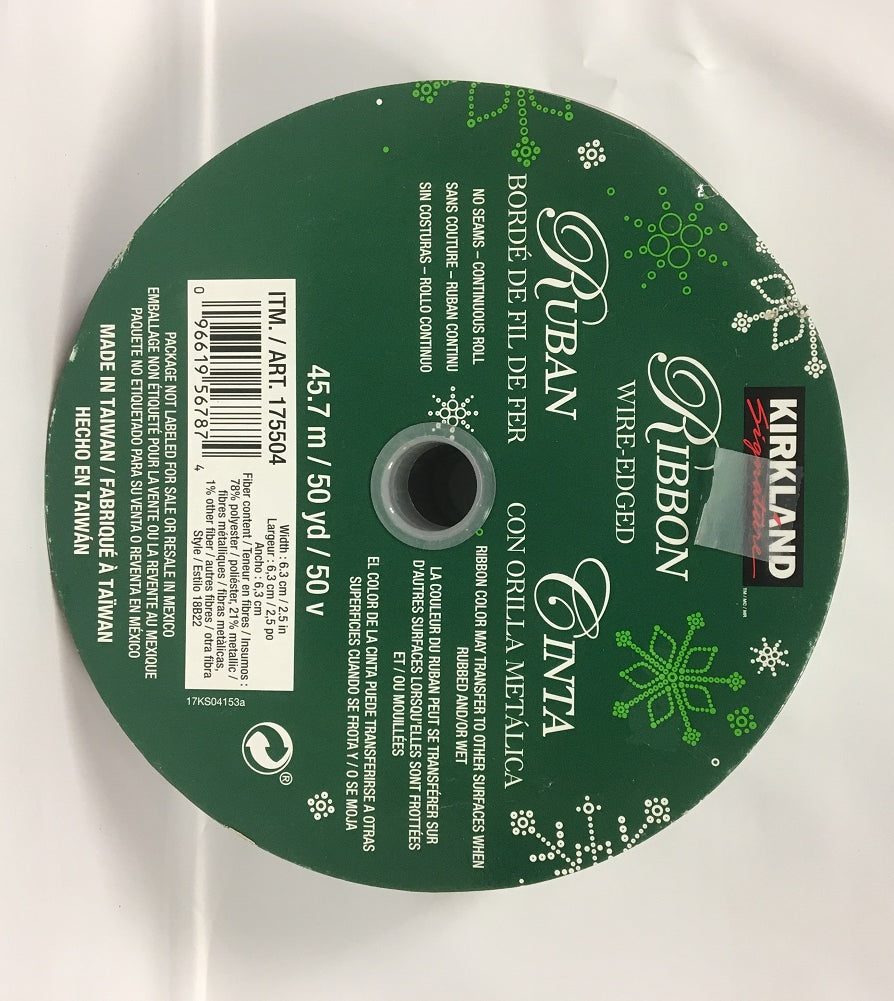 KIRKLAND
Signature
TM / MC / MR
RIBBON
WIRE-EDGED
RUBAN
BORDÉ DE FIL DE FER
CINTA
CON ORILLA METÁLICA
NO SEAMS – CONTINUOUS ROLL
SANS COUTURE – RUBAN CONTINU
SIN COSTURAS – ROLLO CONTINUO
RIBBON COLOR MAY TRANSFER TO OTHER SURFACES WHEN
RUBBED AND/OR WET
LA COULEUR DU RUBAN PEUT SE TRANSFÉRER SUR
D'AUTRES SURFACES LORSQU'ELLES SONT FROTTÉES
ET / OU MOUILLÉES
EL COLOR DE LA CINTA PUEDE TRANSFERIRSE A OTRAS
SUPERFICIES CUANDO SE FROTA Y / O SE MOJA
45.7 m / 50 yd / 50 v
ITM. / ART. 175504
0 96619 56787 4
Width : 6.3 cm / 2.5 in
Largeur : 6,3 cm / 2,5 po
Ancho : 6.3 cm
Fiber content / Teneur en fibres / Insumos :
78% polyester / poliéster, 21% metallic /
fibres métalliques / fibras metálicas,
1% other fiber / autres fibres / otra fibra
Style / Estilo 18B22
17KS04153a
®
PACKAGE NOT LABELED FOR SALE OR RESALE IN MEXICO
EMBALLAGE NON ÉTIQUETÉ POUR LA VENTE OU LA REVENTE AU MEXIQUE
PAQUETE NO ETIQUETADO PARA SU VENTA O REVENTA EN MÉXICO
MADE IN TAIWAN / FABRIQUÉ À TAÏWAN
HECHO EN TAIWÁN